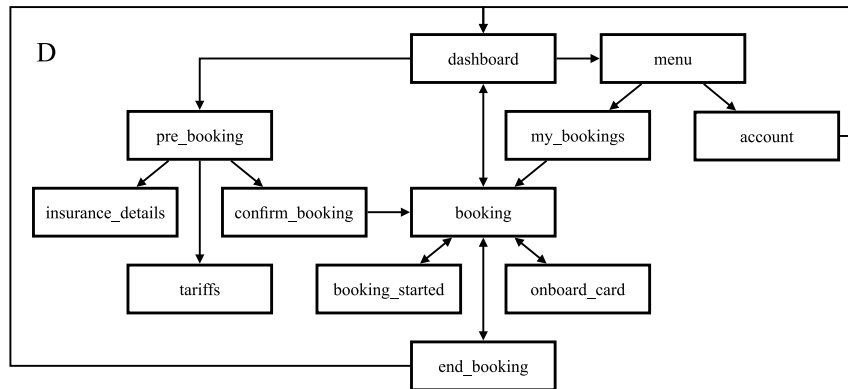 D
dashboard
menu
pre_booking
my_bookings
account
insurance_details
confirm_booking
booking
tariffs
booking_started
onboard_card
end_booking